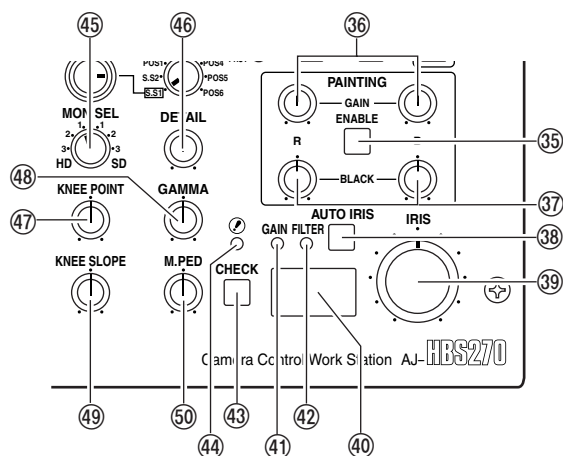 ㊺
㊻
㊱
POS1
POS4
S.S2
POS5
S.S1
POS6
PAINTING
GAIN
ENABLE
MON SEL
DETAIL
1 1
2 2
3 3
HD SD
R
㉟
BLACK
㊽
㊼
KNEE POINT
GAMMA
㊲
AUTO IRIS
IRIS
GAIN FILTER
㊳
KNEE SLOPE
M.PED
CHECK
㊴
Camera Control Work Station AJ-HBS270
㊾
㊿
㊸
㊹
㊶
㊷
㊵